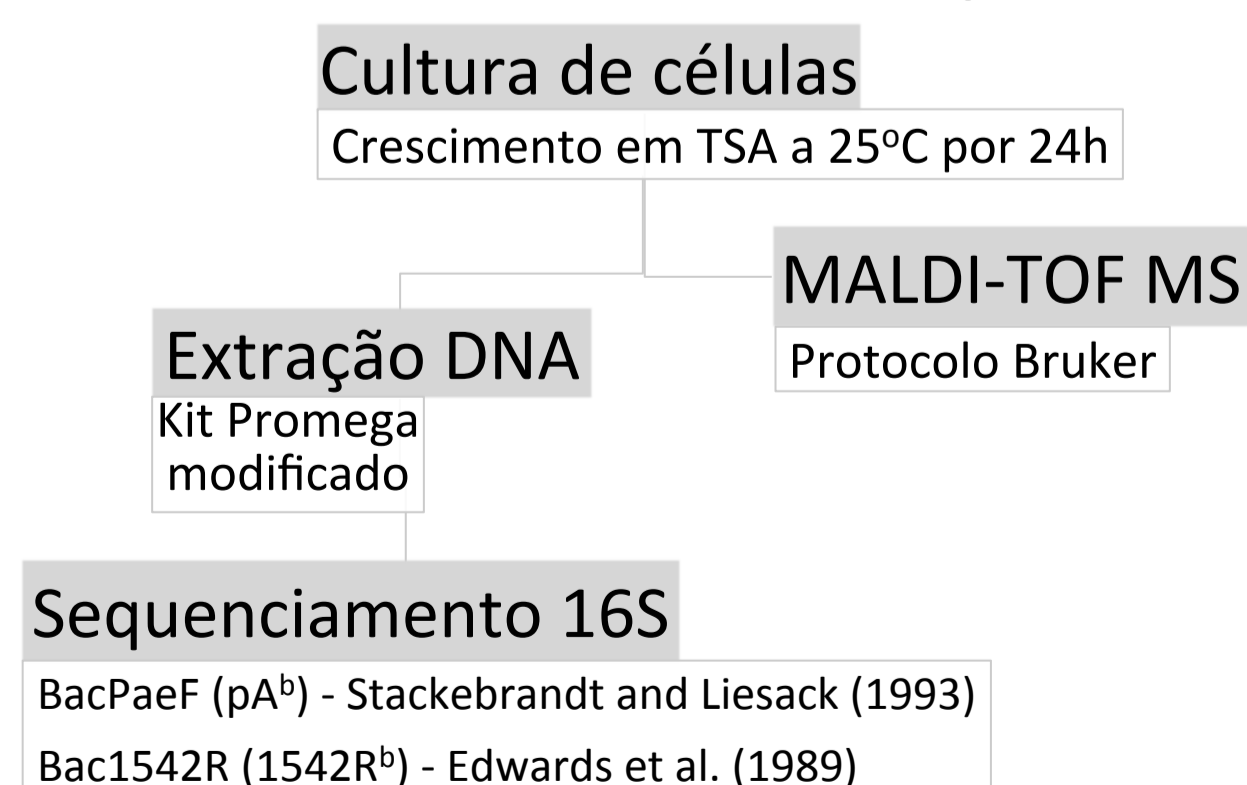 Cultura de células
Crescimento em TSA a 25ºC por 24h
MALDI-TOF MS
Protocolo Bruker
Extração DNA
Kit Promega
modificado
Sequenciamento 16S
BacPaeF (pAᵇ) - Stackebrandt and Liesack (1993)
Bac1542R (1542Rᵇ) - Edwards et al. (1989)